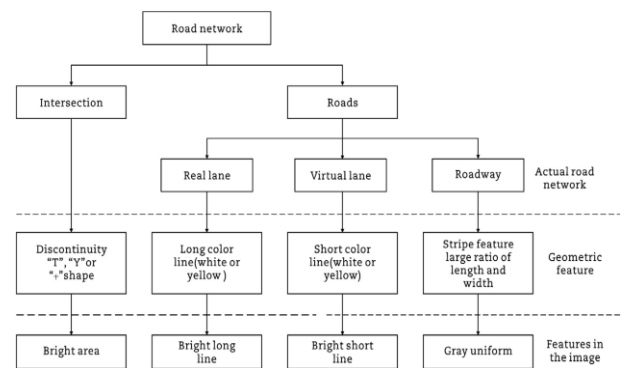 Road network
Intersection
Roads
Real lane
Virtual lane
Roadway
Actual road
network
Discontinuity
“T”, “Y”or
“+”shape
Long color
line(white or
yellow )
Short color
line(white or
yellow)
Stripe feature
large ratio of
length and
width
Geometric
feature
Bright area
Bright long
line
Bright short
line
Gray uniform
Features in
the image